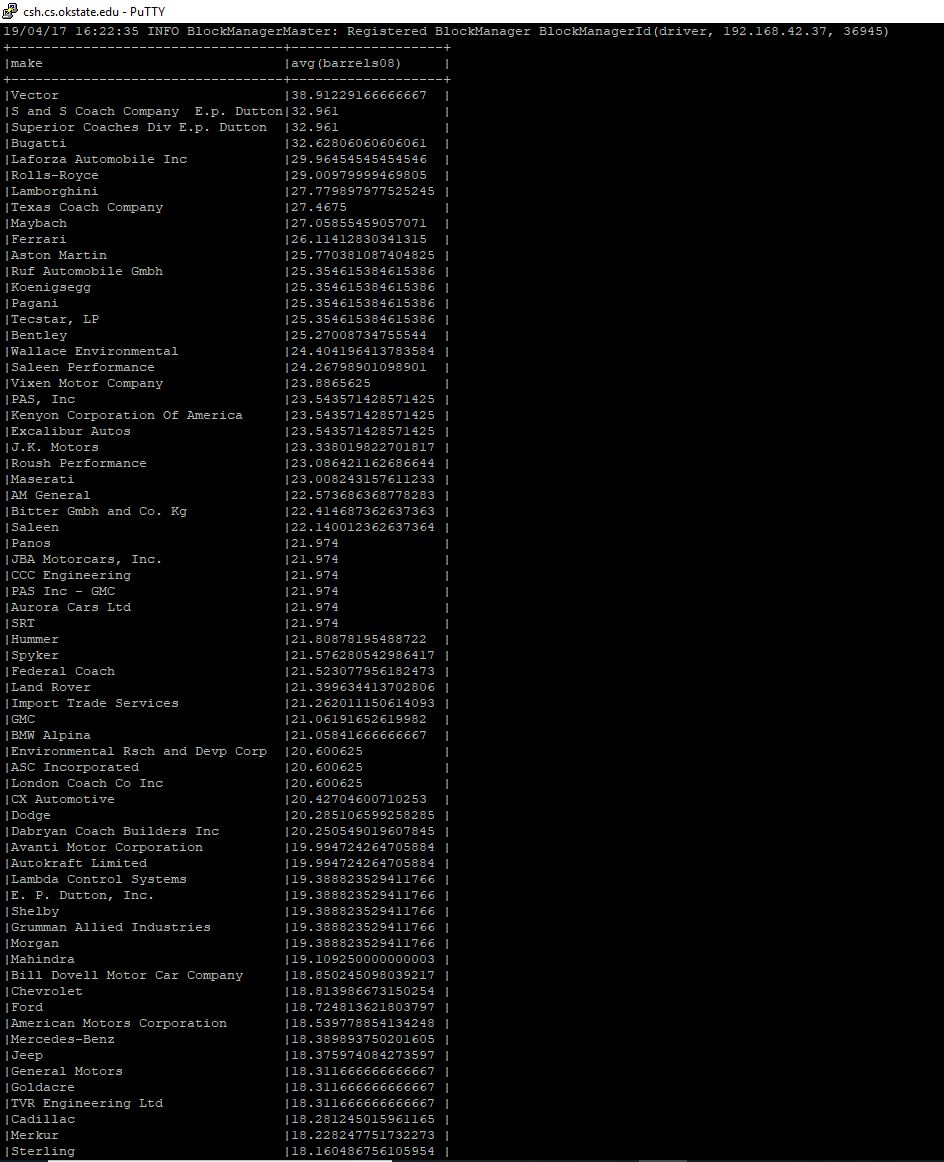 csh.cs.okstate.edu - PuTTY
19/04/17 16:22:35 INFO BlockManagerMaster: Registered BlockManager BlockManagerId(driver, 192.168.42.37, 36945)
+----------------------------------+-------------------+
|make |avg(barrels08) |
+----------------------------------+-------------------+
|Vector |38.91229166666667 |
|S and S Coach Company  E.p. Dutton|32.961 |
|Superior Coaches Div E.p. Dutton |32.961 |
|Bugatti |32.62806060606061 |
|Laforza Automobile Inc |29.96454545454546 |
|Rolls-Royce |29.00979999469805 |
|Lamborghini |27.779897977525245 |
|Texas Coach Company |27.4675 |
|Maybach |27.05855459057071 |
|Ferrari |26.11412830341315 |
|Aston Martin |25.770381087404825 |
|Ruf Automobile Gmbh |25.354615384615386 |
|Koenigsegg |25.354615384615386 |
|Pagani |25.354615384615386 |
|Tecstar, LP |25.354615384615386 |
|Bentley |25.27008734755544 |
|Wallace Environmental |24.404196413783584 |
|Saleen Performance |24.26798901098901 |
|Vixen Motor Company |23.8865625 |
|PAS, Inc |23.543571428571425 |
|Kenyon Corporation Of America |23.543571428571425 |
|Excalibur Autos |23.543571428571425 |
|J.K. Motors |23.338019822701817 |
|Roush Performance |23.086421162686644 |
|Maserati |23.008243157611233 |
|AM General |22.573686368778283 |
|Bitter Gmbh and Co. Kg |22.414687362637363 |
|Saleen |22.140012362637364 |
|Panos |21.974 |
|JBA Motorcars, Inc. |21.974 |
|CCC Engineering |21.974 |
|PAS Inc - GMC |21.974 |
|Aurora Cars Ltd |21.974 |
|SRT |21.974 |
|Hummer |21.80878195488722 |
|Spyker |21.576280542986417 |
|Federal Coach |21.523077956182473 |
|Land Rover |21.399634413702806 |
|Import Trade Services |21.262011150614093 |
|GMC |21.06191652619982 |
|BMW Alpina |21.05841666666667 |
|Environmental Rsch and Devp Corp |20.600625 |
|ASC Incorporated |20.600625 |
|London Coach Co Inc |20.600625 |
|CX Automotive |20.42704600710253 |
|Dodge |20.285106599258285 |
|Dabryan Coach Builders Inc |20.250549019607845 |
|Avanti Motor Corporation |19.994724264705884 |
|Autokraft Limited |19.994724264705884 |
|Lambda Control Systems |19.388823529411766 |
|E. P. Dutton, Inc. |19.388823529411766 |
|Shelby |19.388823529411766 |
|Grumman Allied Industries |19.388823529411766 |
|Morgan |19.388823529411766 |
|Mahindra |19.109250000000003 |
|Bill Dovell Motor Car Company |18.850245098039217 |
|Chevrolet |18.813986673150254 |
|Ford |18.724813621803797 |
|American Motors Corporation |18.539778854134248 |
|Mercedes-Benz |18.389893750201605 |
|Jeep |18.375974084273597 |
|General Motors |18.311666666666667 |
|Goldacre |18.311666666666667 |
|TVR Engineering Ltd |18.311666666666667 |
|Cadillac |18.281245015961165 |
|Merkur |18.228247751732273 |
|Sterling |18.160486756105954 |